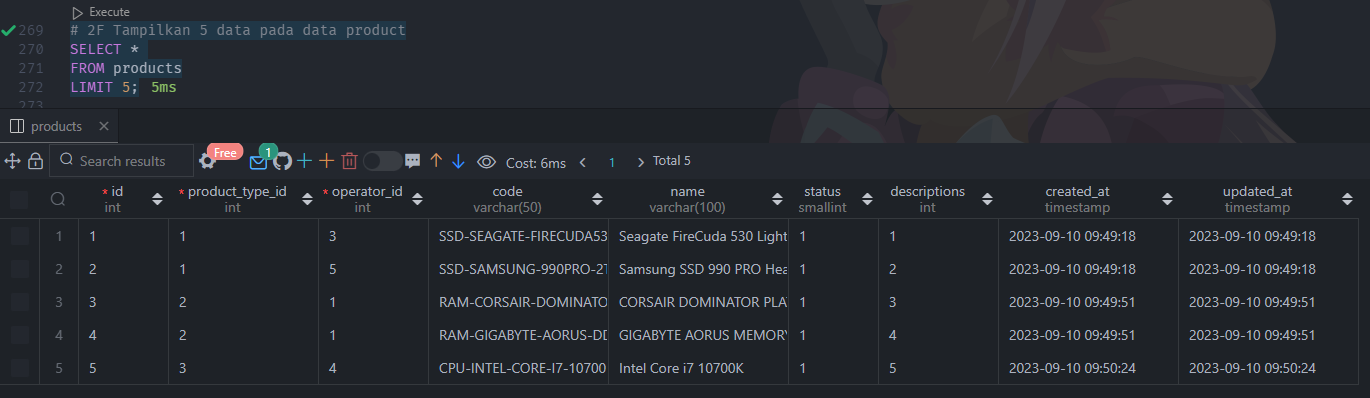 Execute
269 # 2F Tampilkan 5 data pada data product
270 SELECT *
271 FROM products
272 LIMIT 5; 5ms
273
products
Search results Free 1 Cost: 6ms 1 Total 5
* id * product_type_id * operator_id code name status descriptions created_at updated_at
int int int varchar(50) varchar(100) smallint int timestamp timestamp
1 1 1 3 SSD-SEAGATE-FIRECUDA53 Seagate FireCuda 530 Light 1 1 2023-09-10 09:49:18 2023-09-10 09:49:18
2 2 1 5 SSD-SAMSUNG-990PRO-2T Samsung SSD 990 PRO Hea 1 2 2023-09-10 09:49:18 2023-09-10 09:49:18
3 3 2 1 RAM-CORSAIR-DOMINATO CORSAIR DOMINATOR PLA 1 3 2023-09-10 09:49:51 2023-09-10 09:49:51
4 4 2 1 RAM-GIGABYTE-AORUS-DD GIGABYTE AORUS MEMORY 1 4 2023-09-10 09:49:51 2023-09-10 09:49:51
5 5 3 4 CPU-INTEL-CORE-I7-10700 Intel Core i7 10700K 1 5 2023-09-10 09:50:24 2023-09-10 09:50:24